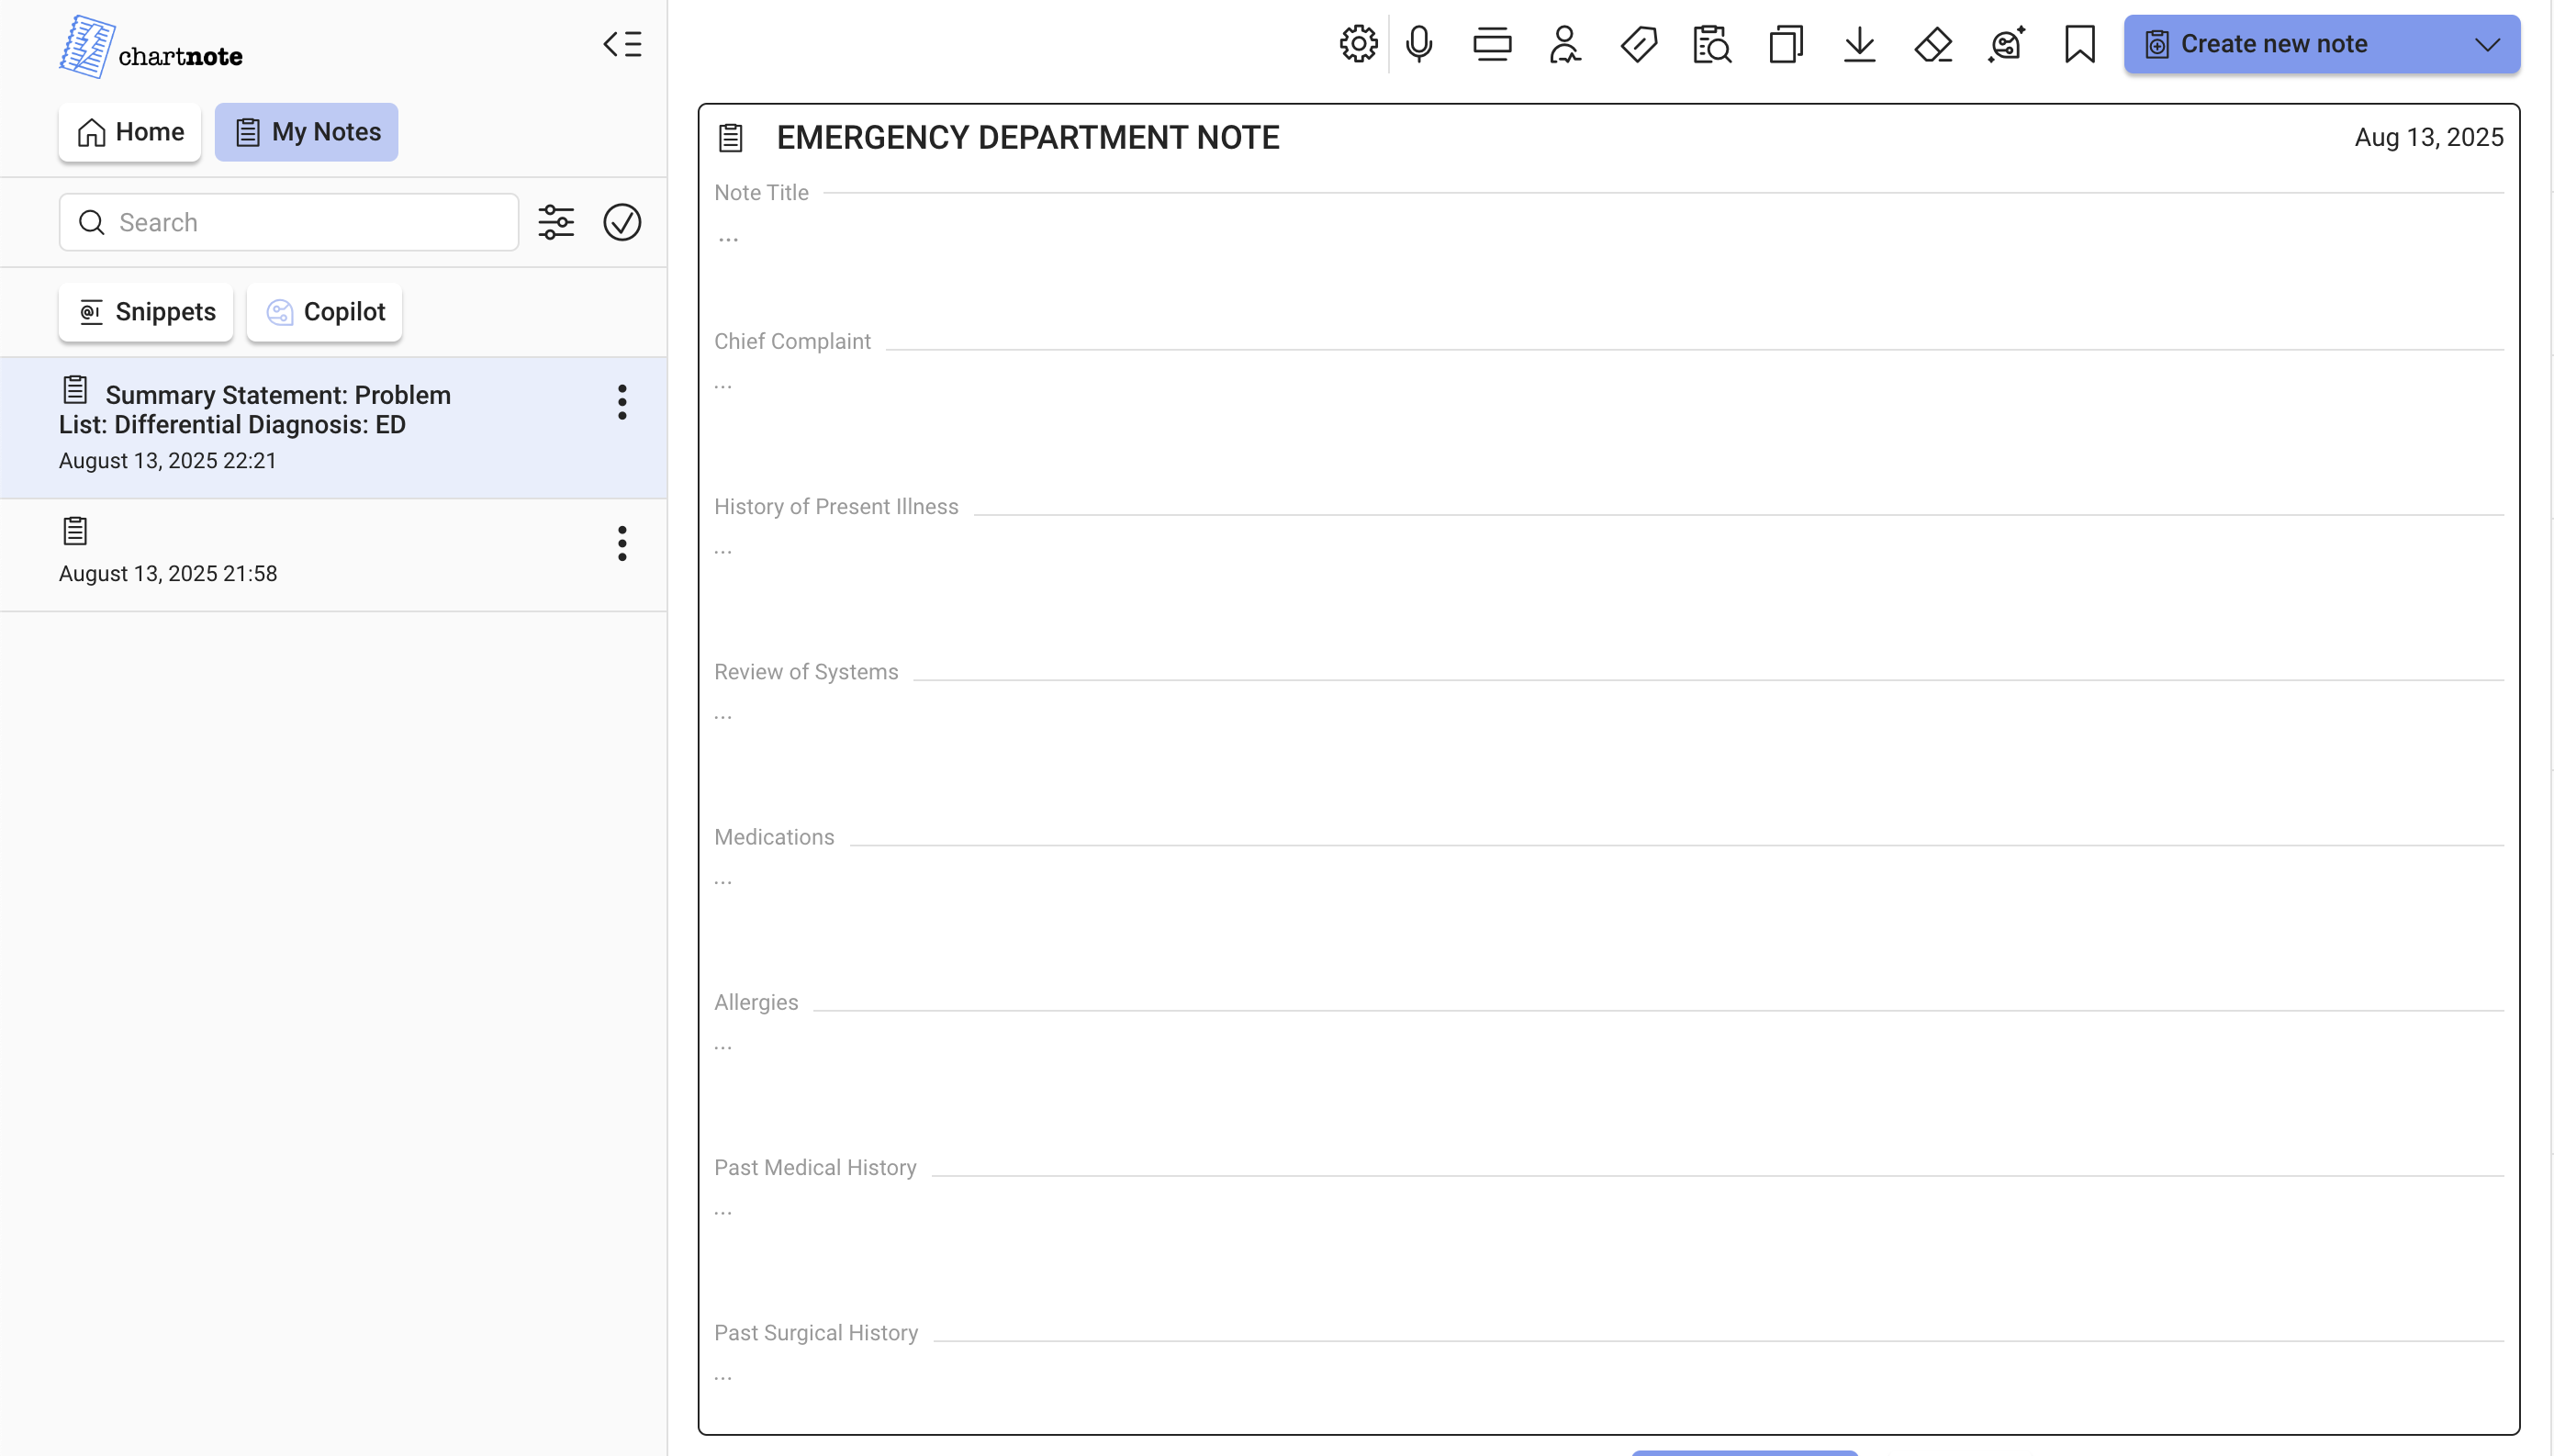 chartnote
Home
My Notes
Search
Snippets
Copilot
Summary Statement: Problem
List: Differential Diagnosis: ED
August 13, 2025 22:21
August 13, 2025 21:58
Create new note
EMERGENCY DEPARTMENT NOTE
Aug 13, 2025
Note Title
...
Chief Complaint
...
History of Present Illness
...
Review of Systems
...
Medications
...
Allergies
...
Past Medical History
...
Past Surgical History
...